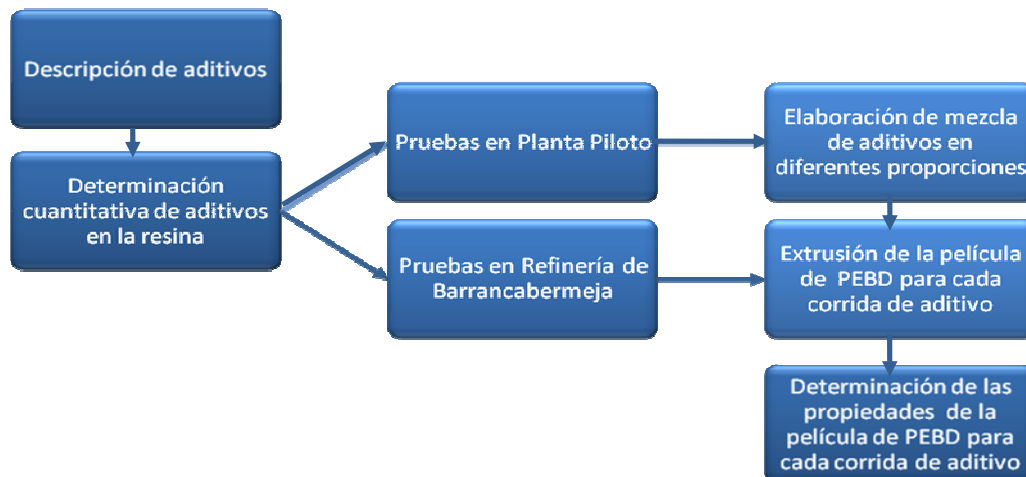 Descripción de aditivos
Determinación
cuantitativa de aditivos
en la resina
Pruebas en Planta Piloto
Pruebas en Refinería de
Barrancabermeja
Elaboración de mezcla
de aditivos en
diferentes proporciones
Extrusión de la película
de PEBD para cada
corrida de aditivo
Determinación de las
propiedades de la
película de PEBD para
cada corrida de aditivo